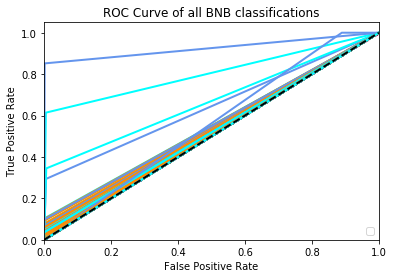 ROC Curve of all BNB classifications
1.0
0.8
0.6
0.4
0.2
0.0
True Positive Rate
0.0 0.2 0.4 0.6 0.8 1.0
False Positive Rate